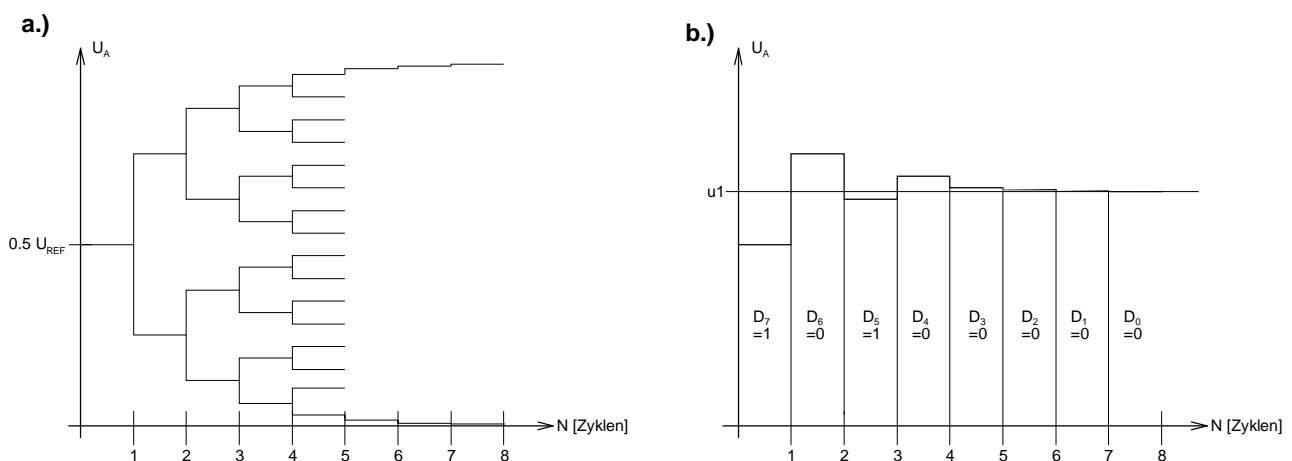 a.)
U_A
0.5 U_REF
1 2 3 4 5 6 7 8
N [Zyklen]
b.)
U_A
u1
D_7 D_6 D_5 D_4 D_3 D_2 D_1 D_0
=1 =0 =1 =0 =0 =0 =0 =0
1 2 3 4 5 6 7 8
N [Zyklen]